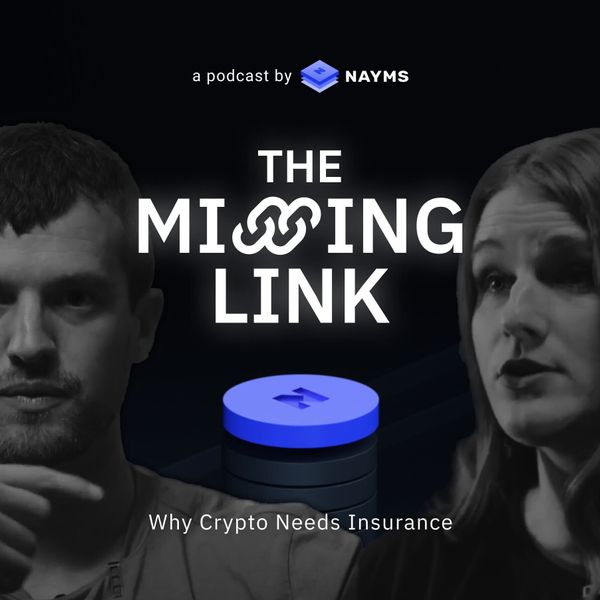 a podcast by NAYMS
THE
MISSING
LINK
Why Crypto Needs Insurance